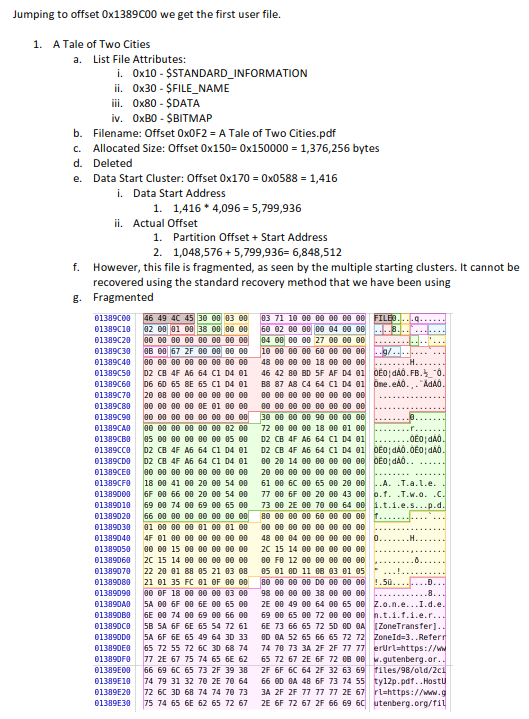 Jumping to offset 0x1389C00 we get the first user file.
1. A Tale of Two Cities
a. List File Attributes:
i. 0x10 - $STANDARD_INFORMATION
ii. 0x30 - $FILE_NAME
iii. 0x80 - $DATA
iv. 0xB0 - $BITMAP
b. Filename: Offset 0x0F2 = A Tale of Two Cities.pdf
c. Allocated Size: Offset 0x150= 0x150000 = 1,376,256 bytes
d. Deleted
e. Data Start Cluster: Offset 0x170 = 0x0588 = 1,416
i. Data Start Address
1. 1,416 * 4,096 = 5,799,936
ii. Actual Offset
1. Partition Offset + Start Address
2. 1,048,576 + 5,799,936= 6,848,512
f. However, this file is fragmented, as seen by the multiple starting clusters. It cannot be
recovered using the standard recovery method that we have been using
g. Fragmented
01389C00 46 49 4C 45 30 00 03 00 03 71 10 00 00 00 00 00 FILE0....q......
01389C10 02 00 01 00 38 00 00 00 60 02 00 00 00 04 00 00 ....8...`.......
01389C20 00 00 00 00 00 00 00 00 04 00 00 00 27 00 00 00 ............'...
01389C30 0B 00 67 2F 00 00 00 00 10 00 00 00 60 00 00 00 ..g/........`...
01389C40 00 00 00 00 00 00 00 00 48 00 00 00 18 00 00 00 ........H.......
01389C50 D2 CB 4F A6 64 C1 D4 01 46 42 80 BD 5F AF D4 01
01389C60 D6 6D 65 8E 65 C1 D4 01 B8 87 A8 C4 64 C1 D4 01
01389C70 20 08 00 00 00 00 00 00 00 00 00 00 00 00 00 00
01389C80 00 00 00 00 0E 01 00 00 00 00 00 00 00 00 00 00
01389C90 00 00 00 00 00 00 00 00 30 00 00 00 90 00 00 00 ........0.......
01389CA0 00 00 00 00 00 00 02 00 72 00 00 00 18 00 01 00 ........r.......
01389CB0 05 00 00 00 00 00 05 00 D2 CB 4F A6 64 C1 D4 01
01389CC0 D2 CB 4F A6 64 C1 D4 01 D2 CB 4F A6 64 C1 D4 01
01389CD0 D2 CB 4F A6 64 C1 D4 01 00 20 14 00 00 00 00 00
01389CE0 00 00 00 00 00 00 00 00 20 00 00 00 00 00 00 00
01389CF0 18 00 41 00 20 00 54 00 61 00 6C 00 65 00 20 00 ..A. .T.a.l.e. .
01389D00 6F 00 66 00 20 00 54 00 77 00 6F 00 20 00 43 00 o.f. .T.w.o. .C.
01389D10 69 00 74 00 69 00 65 00 73 00 2E 00 70 00 64 00 i.t.i.e.s...p.d.
01389D20 66 00 00 00 00 00 00 00 80 00 00 00 60 00 00 00 f...........`...
01389D30 01 00 00 00 01 00 01 00 00 00 00 00 00 00 00 00
01389D40 4F 01 00 00 00 00 00 00 48 00 04 00 00 00 00 00 O.......H.......
01389D50 00 00 15 00 00 00 00 00 2C 15 14 00 00 00 00 00 ........,.......
01389D60 2C 15 14 00 00 00 00 00 00 F0 12 00 00 00 00 00
01389D70 22 20 01 88 05 21 03 08 05 01 0D 11 0B 03 01 05
01389D80 21 01 35 FC 01 0F 00 00 D0 00 00 00
01389D90 00 0F 18 00 00 00 03 00 98 00 00 00 38 00 00 00 ............8...
01389DA0 5A 00 6F 00 6E 00 65 00 2E 00 49 00 64 00 65 00 Z.o.n.e...I.d.e.
01389DB0 6E 00 74 00 69 00 66 00 69 00 65 00 72 00 00 00 n.t.i.f.i.e.r...
01389DC0 5B 5A 6F 6E 65 54 72 61 6E 73 66 65 72 5D 0D 0A [ZoneTransfer]..
01389DD0 5A 6F 6E 65 49 64 3D 33 0D 0A 52 65 66 65 72 72 ZoneId=3..Referr
01389DE0 65 72 55 72 6C 3D 68 74 74 70 73 3A 2F 2F 77 77 erUrl=https://ww
01389DF0 77 2E 67 75 74 65 6E 62 65 72 67 2E 6F 72 67 2F w.gutenberg.or
01389E00 66 69 6C 65 73 2F 39 38 2F 6F 6C 64 2F 32 63 69 files/98/old/2ci
01389E10 74 79 31 32 70 2E 70 64 66 0D 0A 48 6F 73 74 55 ty12p.pdf..HostU
01389E20 72 6C 3D 68 74 74 70 73 3A 2F 2F 77 77 77 2E 67 rl=https://www.g
01389E30 75 74 65 6E 62 65 72 67 2E 6F 72 67 2F 66 69 6C utenberg.org/fil